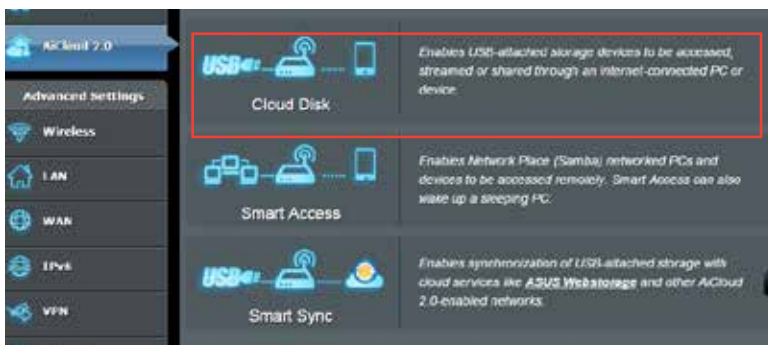 AiCloud 2.0
Advanced Settings
Wireless
LAN
WAN
IPv6
VPN
USB
Cloud Disk
Enables USB-attached storage devices to be accessed,
streamed or shared through an Internet-connected PC or
device.
Smart Access
Enables Network Place (Samba) networked PCs and
devices to be accessed remotely. Smart Access can also
wake up a sleeping PC.
USB
Smart Sync
Enables synchronization of USB-attached storage with
cloud services like ASUS Webstorage and other AiCloud
2.0-enabled networks.